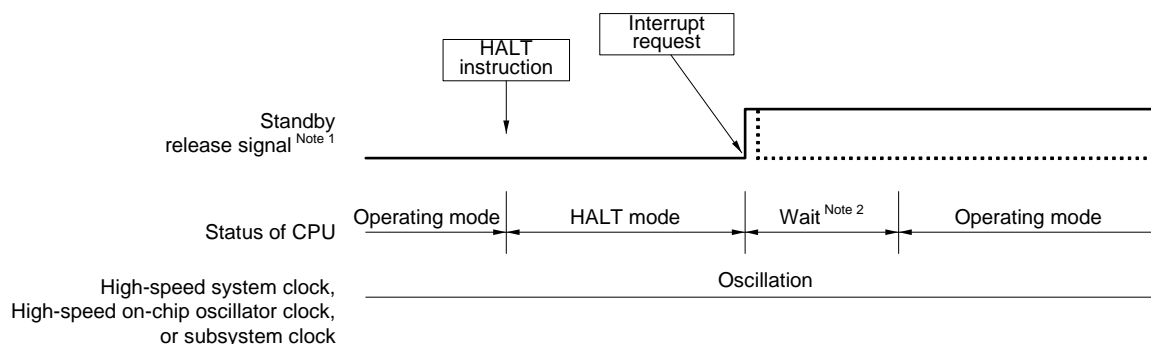 Interrupt
request
HALT
instruction
Standby
release signal Note 1
Operating mode
HALT mode
Wait Note 2
Operating mode
Status of CPU
Oscillation
High-speed system clock,
High-speed on-chip oscillator clock,
or subsystem clock